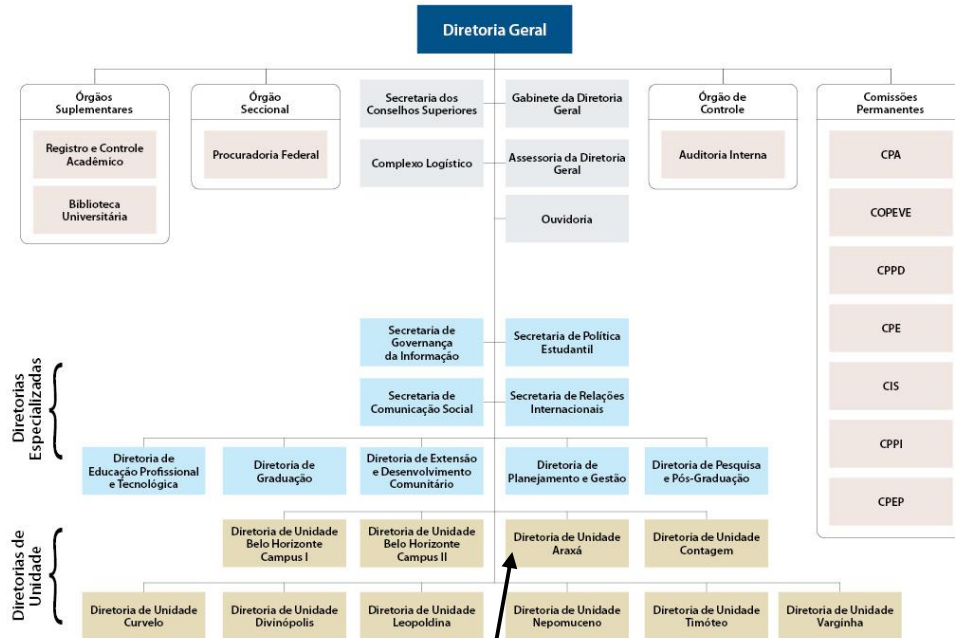 Diretoria Geral
Órgãos
Suplementares
Registro e Controle
Acadêmico
Biblioteca
Universitária
Órgão
Seccional
Procuradoria Federal
Secretaria dos
Conselhos Superiores
Gabinete da Diretoria
Geral
Complexo Logístico
Assessoria da Diretoria
Geral
Ouvidoria
Órgão de
Controle
Auditoria Interna
Comissões
Permanentes
CPA
COPEVE
CPPD
CPE
CIS
CPPI
CPEP
Secretaria de
Governança
da Informação
Secretaria de Política
Estudantil
Secretaria de
Comunicação Social
Secretaria de Relações
Internacionais
Diretorias
Especializadas
Diretoria de
Educação Profissional
e Tecnológica
Diretoria de
Graduação
Diretoria de Extensão
e Desenvolvimento
Comunitário
Diretoria de
Planejamento e Gestão
Diretoria de Pesquisa
e Pós-Graduação
Diretorias de
Unidade
Diretoria de Unidade
Belo Horizonte
Campus I
Diretoria de Unidade
Belo Horizonte
Campus II
Diretoria de Unidade
Araxá
Diretoria de Unidade
Contagem
Diretoria de Unidade
Curvelo
Diretoria de Unidade
Divinópolis
Diretoria de Unidade
Leopoldina
Diretoria de Unidade
Nepomuceno
Diretoria de Unidade
Timóteo
Diretoria de Unidade
Varginha